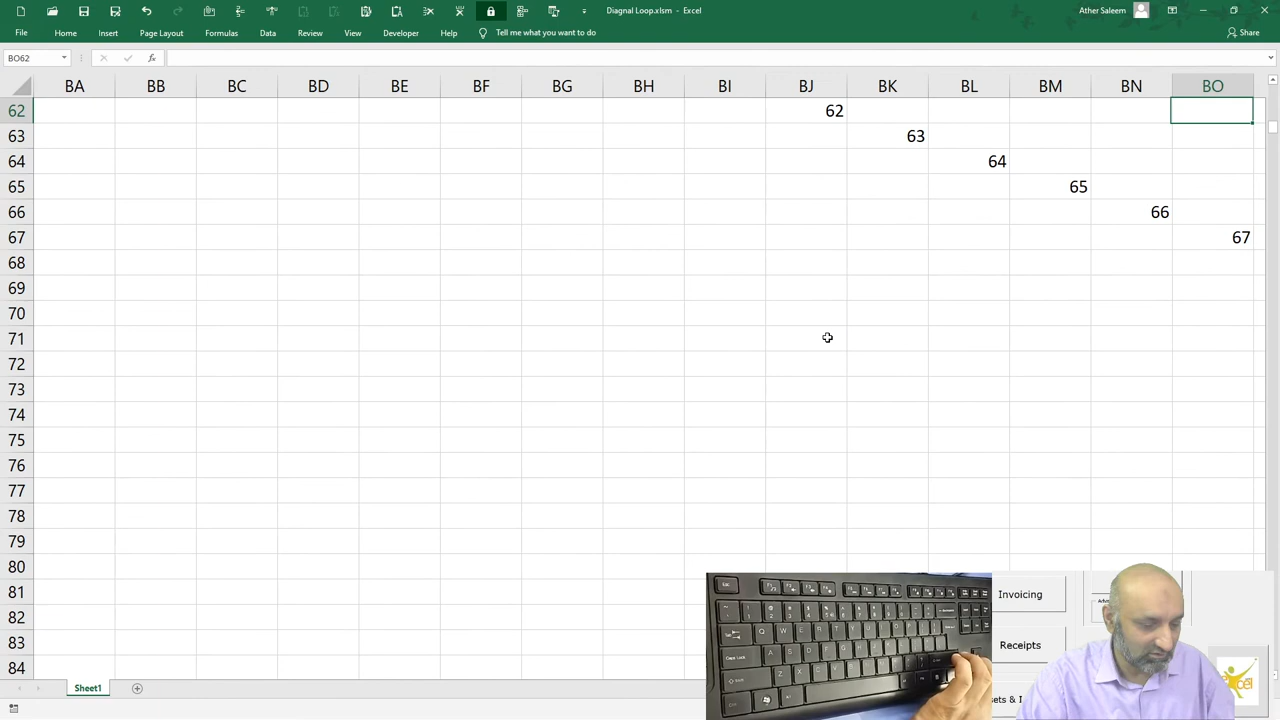 Diagnal Loop.xlsm - Excel
Ather Saleem
File Home Insert Page Layout Formulas Data Review View Developer Help Tell me what you want to do Share
BO62
BA BB BC BD BE BF BG BH BI BJ BK BL BM BN BO
62 62
63 63
64 64
65 65
66 66
67 67
68
69
70
71
72
73
74
75
76
77
78
79
80
81
82
83
84
Invoicing
Receipts
Sheet1